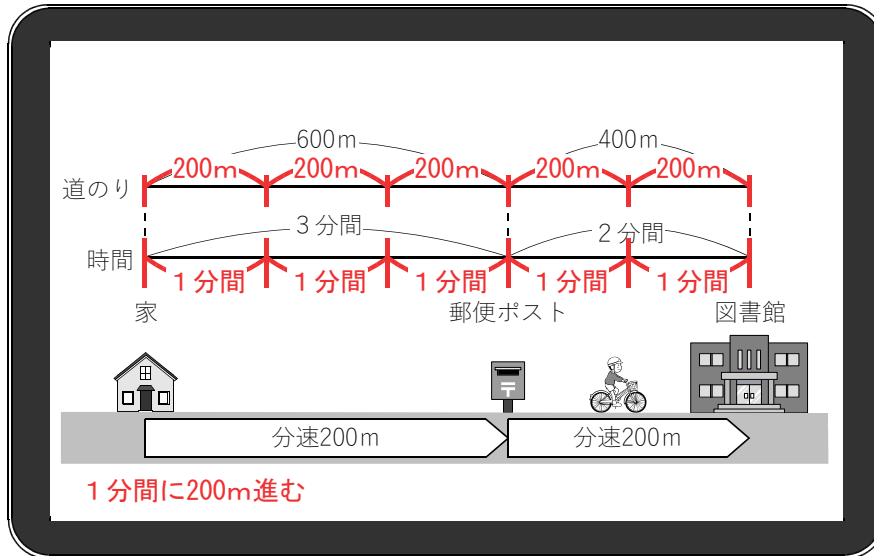 600m 400m
200m 200m 200m 200m 200m
道のり
3分間 2分間
時間
1分間 1分間 1分間 1分間 1分間
家 郵便ポスト 図書館
〒
分速200m 分速200m
1分間に200m進む